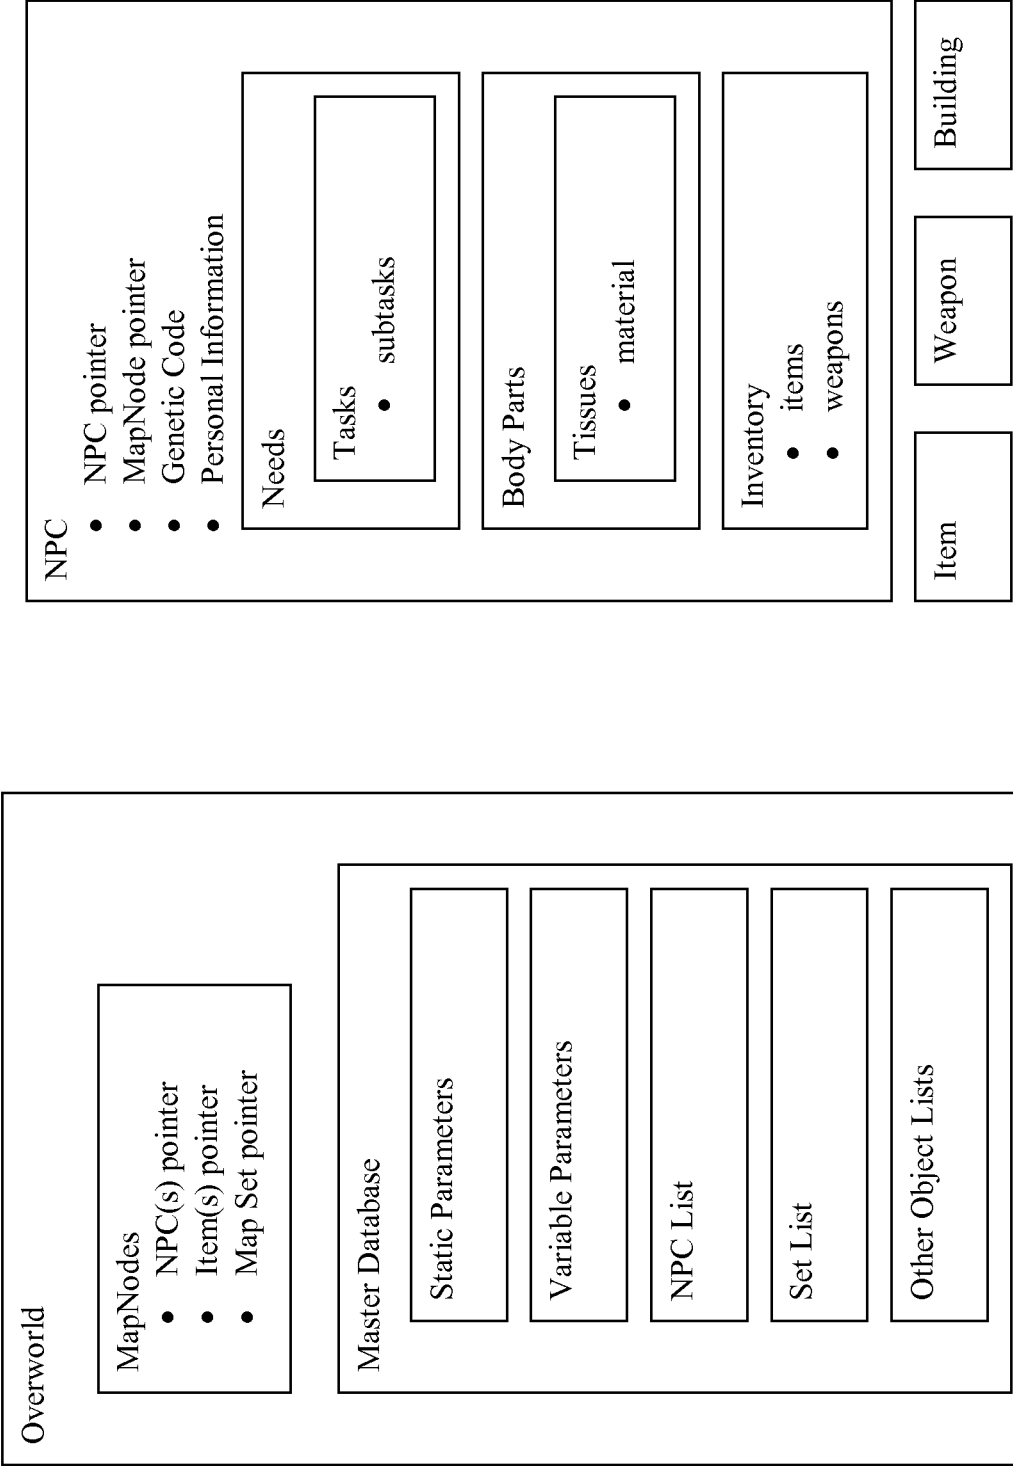 Overworld
MapNodes
• NPC(s) pointer
• Item(s) pointer
• Map Set pointer
Master Database
Static Parameters
Variable Parameters
NPC List
Set List
Other Object Lists
NPC
• NPC pointer
• MapNode pointer
• Genetic Code
• Personal Information
Needs
Tasks
• subtasks
Body Parts
Tissues
• material
Inventory
• items
• weapons
Item
Weapon
Building